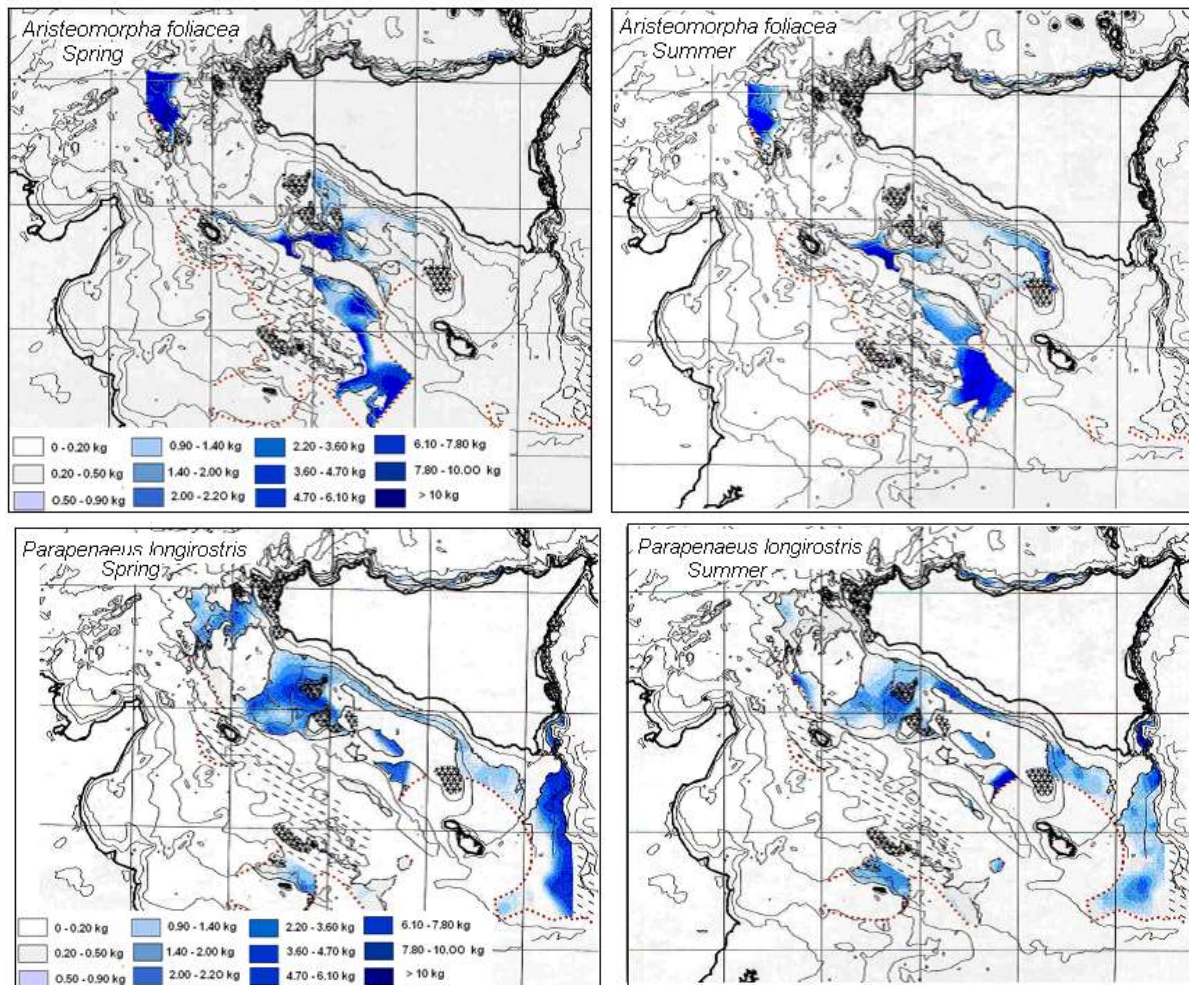 Aristeomorpha foliacea
Spring
0 - 0.20 kg
0.90 - 1.40 kg
2.20 - 3.60 kg
6.10 - 7.80 kg
0.20 - 0.50 kg
1.40 - 2.00 kg
3.60 - 4.70 kg
7.80 - 10.00 kg
0.50 - 0.90 kg
2.00 - 2.20 kg
4.70 - 6.10 kg
> 10 kg
Aristeomorpha foliacea
Summer
Parapenaeus longirostris
Spring
0 - 0.20 kg
0.90 - 1.40 kg
2.20 - 3.60 kg
6.10 - 7.80 kg
0.20 - 0.50 kg
1.40 - 2.00 kg
3.60 - 4.70 kg
7.80 - 10.00 kg
0.50 - 0.90 kg
2.00 - 2.20 kg
4.70 - 6.10 kg
> 10 kg
Parapenaeus longirostris
Summer